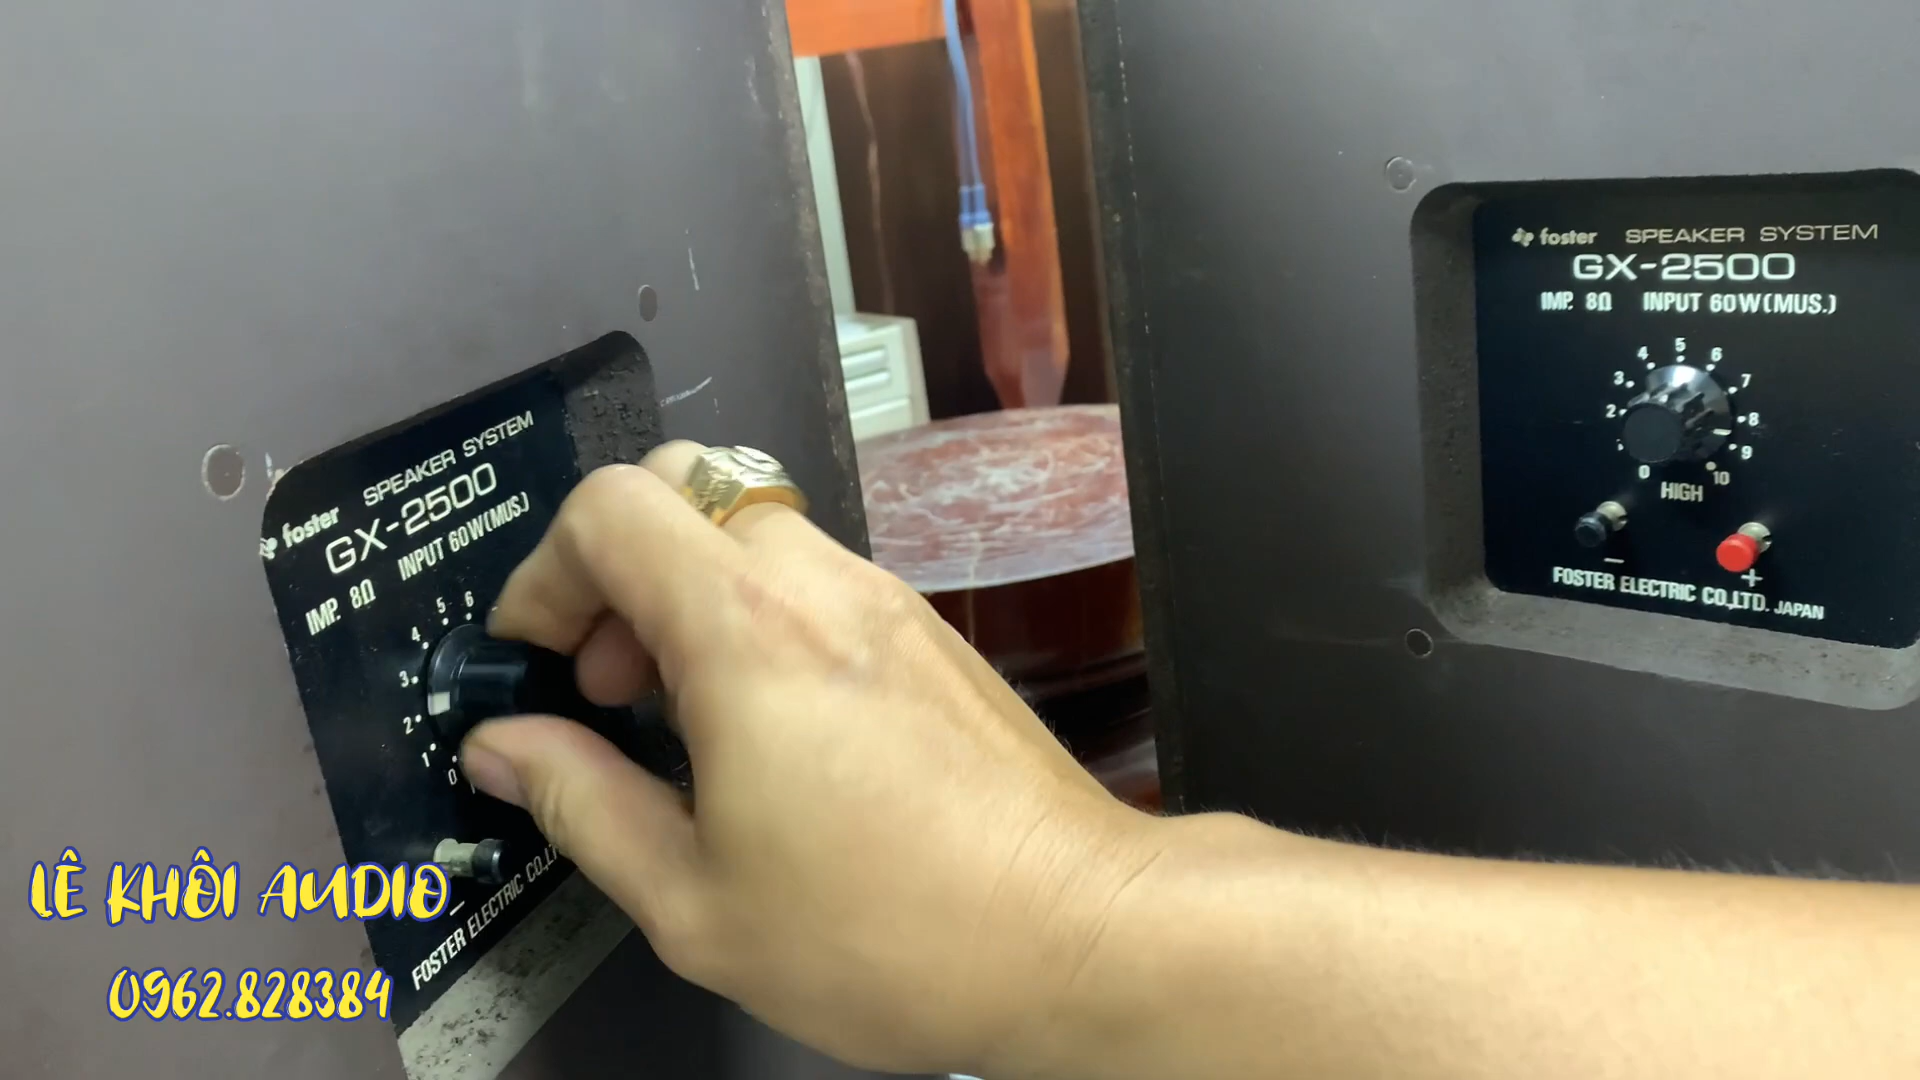 foster SPEAKER SYSTEM
GX-2500
IMP. 8Ω INPUT 60W(MUS.)
0 1 2 3 4 5 6
−
FOSTER ELECTRIC CO.,
foster SPEAKER SYSTEM
GX-2500
IMP. 8Ω INPUT 60W(MUS.)
0 2 3 4 5 6 7 8 9 10
HIGH
− +
FOSTER ELECTRIC CO.,LTD. JAPAN
LÊ KHÔI AUDIO
0962.828384